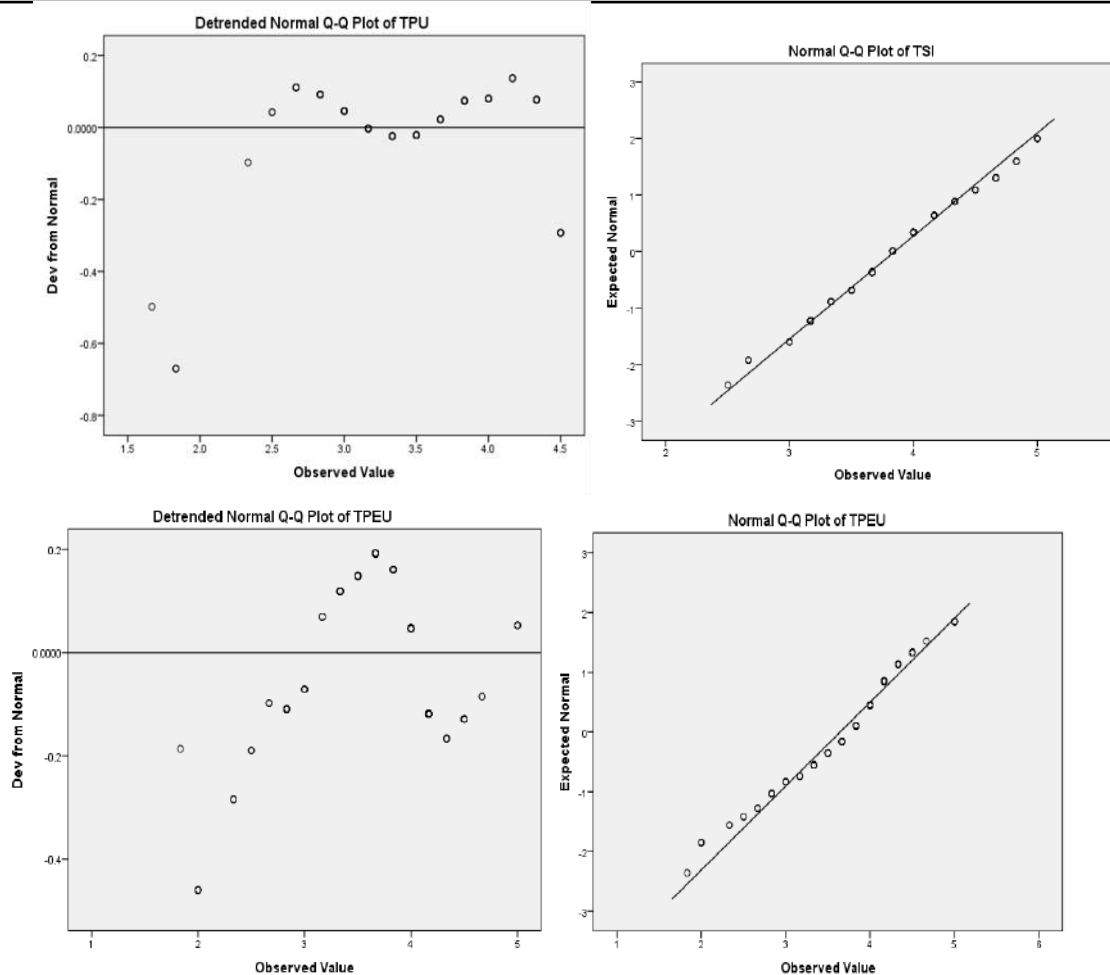 Detrended Normal Q-Q Plot of TPU
0.2
0.0000
-0.2
-0.4
-0.6
-0.8
Dev from Normal
1.5 2.0 2.5 3.0 3.5 4.0 4.5
Observed Value
Normal Q-Q Plot of TSI
3
2
1
0
-1
-2
-3
Expected Normal
2 3 4 5
Observed Value
Detrended Normal Q-Q Plot of TPEU
0.2
0.0000
-0.2
-0.4
Dev from Normal
1 2 3 4 5
Observed Value
Normal Q-Q Plot of TPEU
3
2
1
0
-1
-2
-3
Expected Normal
1 2 3 4 5 6
Observed Value